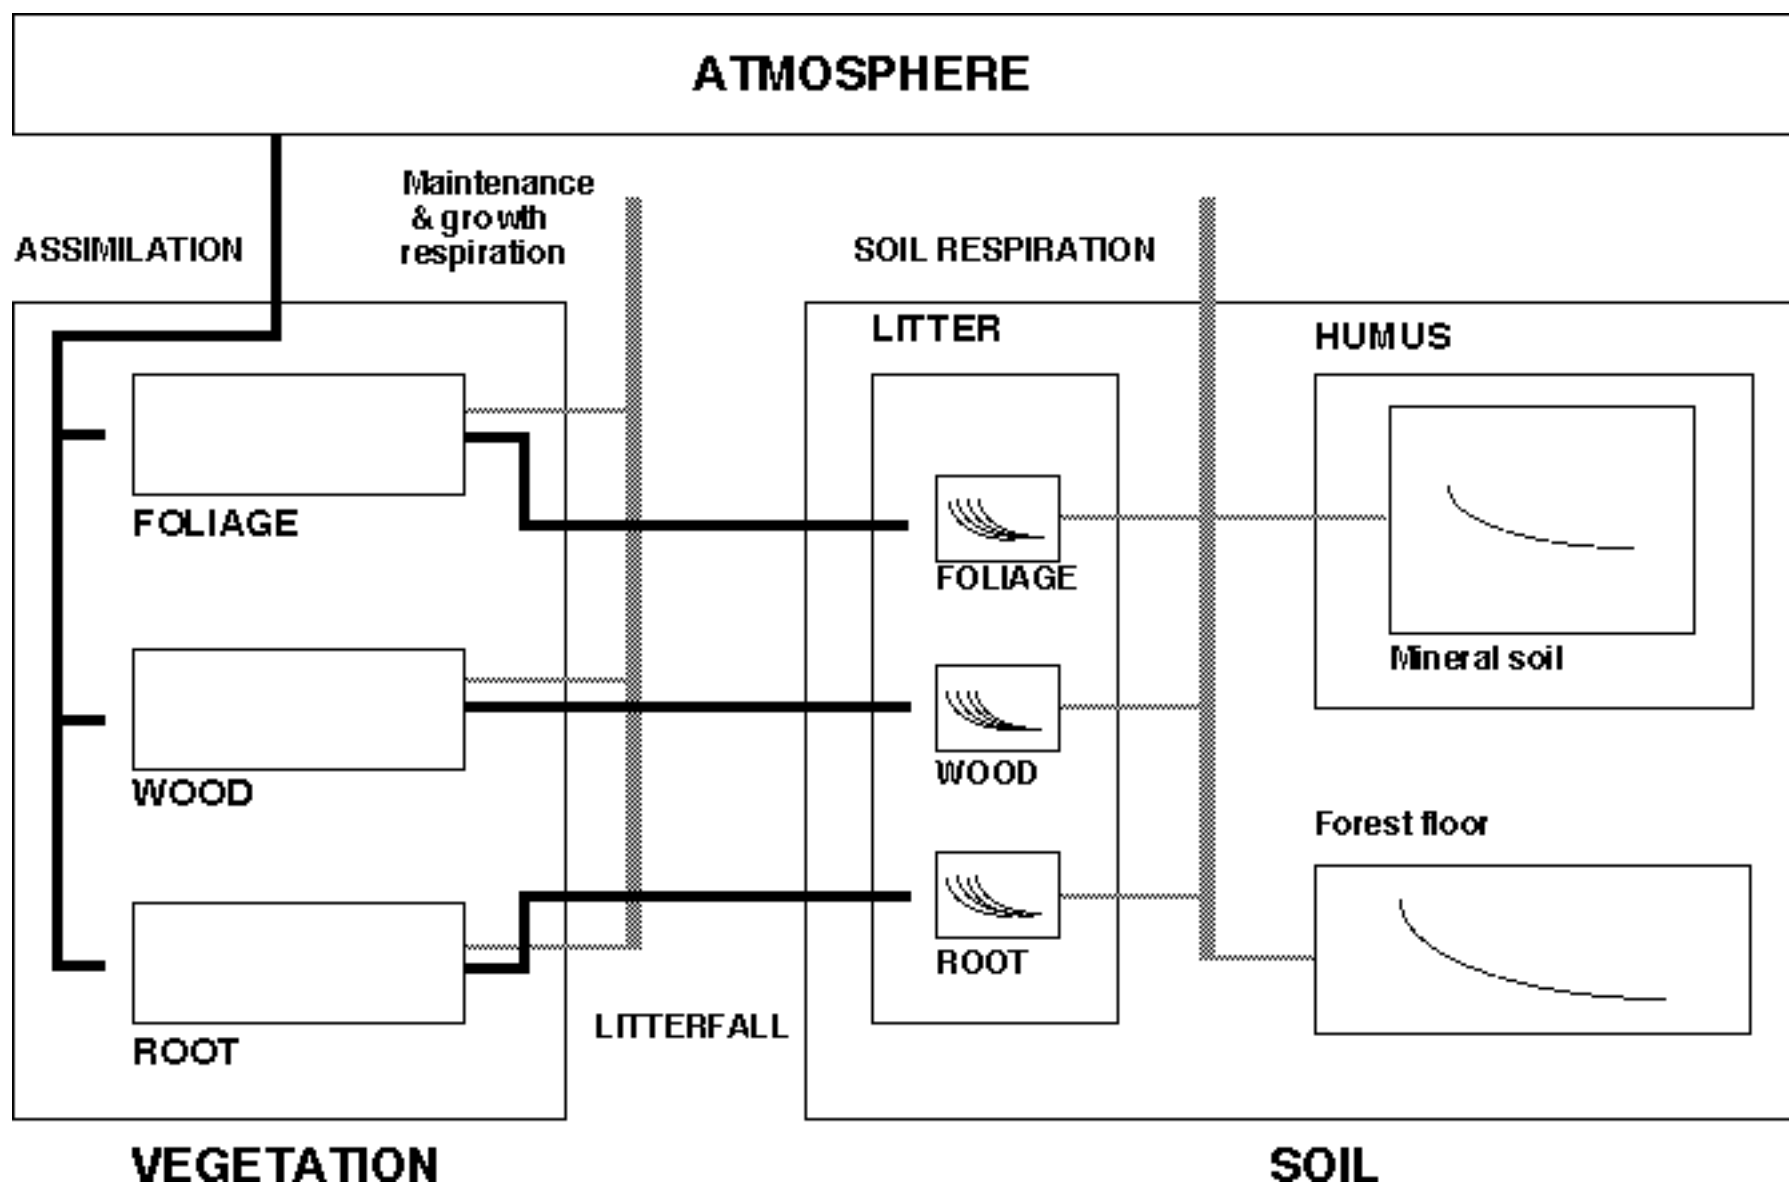 ATMOSPHERE
Maintenance
& growth
respiration
ASSIMILATION
SOIL RESPIRATION
LITTER
HUMUS
FOLIAGE
FOLIAGE
Mineral soil
WOOD
WOOD
Forest floor
ROOT
LITTERFALL
ROOT
VEGETATION
SOIL